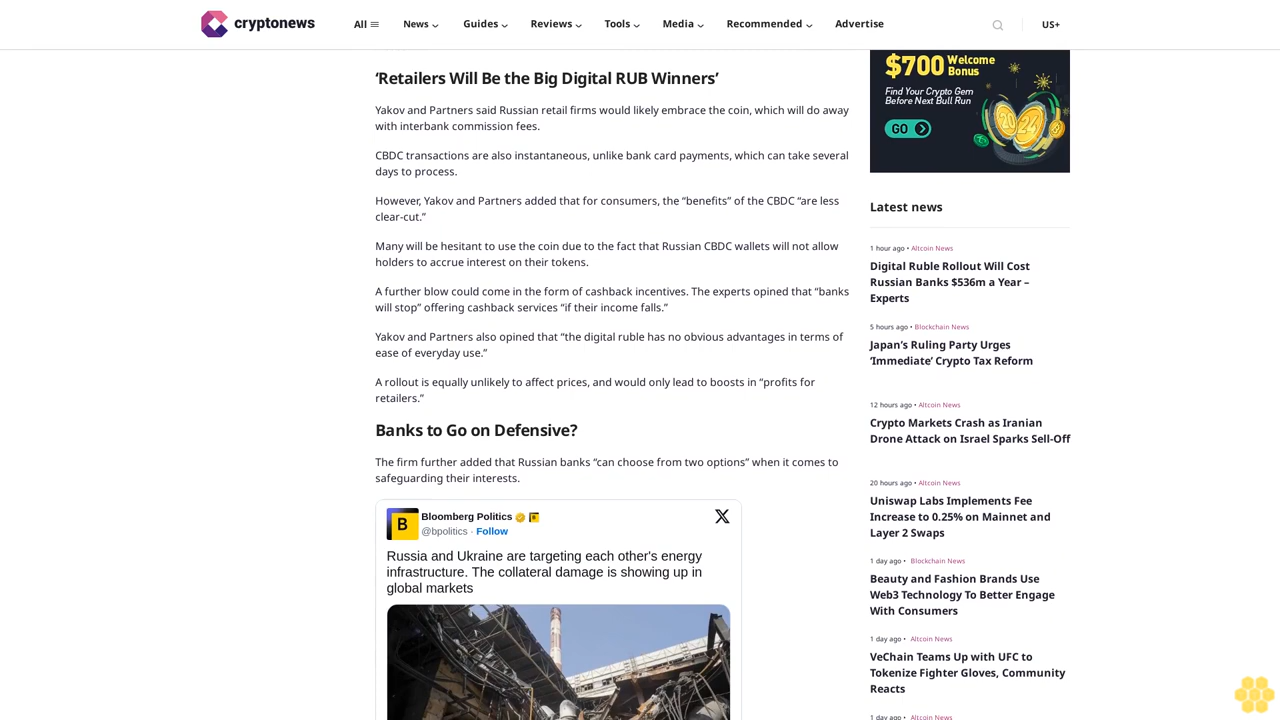 cryptonews
All
News
Guides
Reviews
Tools
Media
Recommended
Advertise
US+
‘Retailers Will Be the Big Digital RUB Winners’
Yakov and Partners said Russian retail firms would likely embrace the coin, which will do away
with interbank commission fees.
CBDC transactions are also instantaneous, unlike bank card payments, which can take several
days to process.
However, Yakov and Partners added that for consumers, the “benefits” of the CBDC “are less
clear-cut.”
Many will be hesitant to use the coin due to the fact that Russian CBDC wallets will not allow
holders to accrue interest on their tokens.
A further blow could come in the form of cashback incentives. The experts opined that “banks
will stop” offering cashback services “if their income falls.”
Yakov and Partners also opined that “the digital ruble has no obvious advantages in terms of
ease of everyday use.”
A rollout is equally unlikely to affect prices, and would only lead to boosts in “profits for
retailers.”
Banks to Go on Defensive?
The firm further added that Russian banks “can choose from two options” when it comes to
safeguarding their interests.
B
Bloomberg Politics
@bpolitics · Follow
Russia and Ukraine are targeting each other's energy
infrastructure. The collateral damage is showing up in
global markets
$700 Welcome
Bonus
Find Your Crypto Gem
Before Next Bull Run
GO
20 24
Latest news
1 hour ago • Altcoin News
Digital Ruble Rollout Will Cost
Russian Banks $536m a Year –
Experts
5 hours ago • Blockchain News
Japan’s Ruling Party Urges
‘Immediate’ Crypto Tax Reform
12 hours ago • Altcoin News
Crypto Markets Crash as Iranian
Drone Attack on Israel Sparks Sell-Off
20 hours ago • Altcoin News
Uniswap Labs Implements Fee
Increase to 0.25% on Mainnet and
Layer 2 Swaps
1 day ago • Blockchain News
Beauty and Fashion Brands Use
Web3 Technology To Better Engage
With Consumers
1 day ago • Altcoin News
VeChain Teams Up with UFC to
Tokenize Fighter Gloves, Community
Reacts
1 day ago • Altcoin News